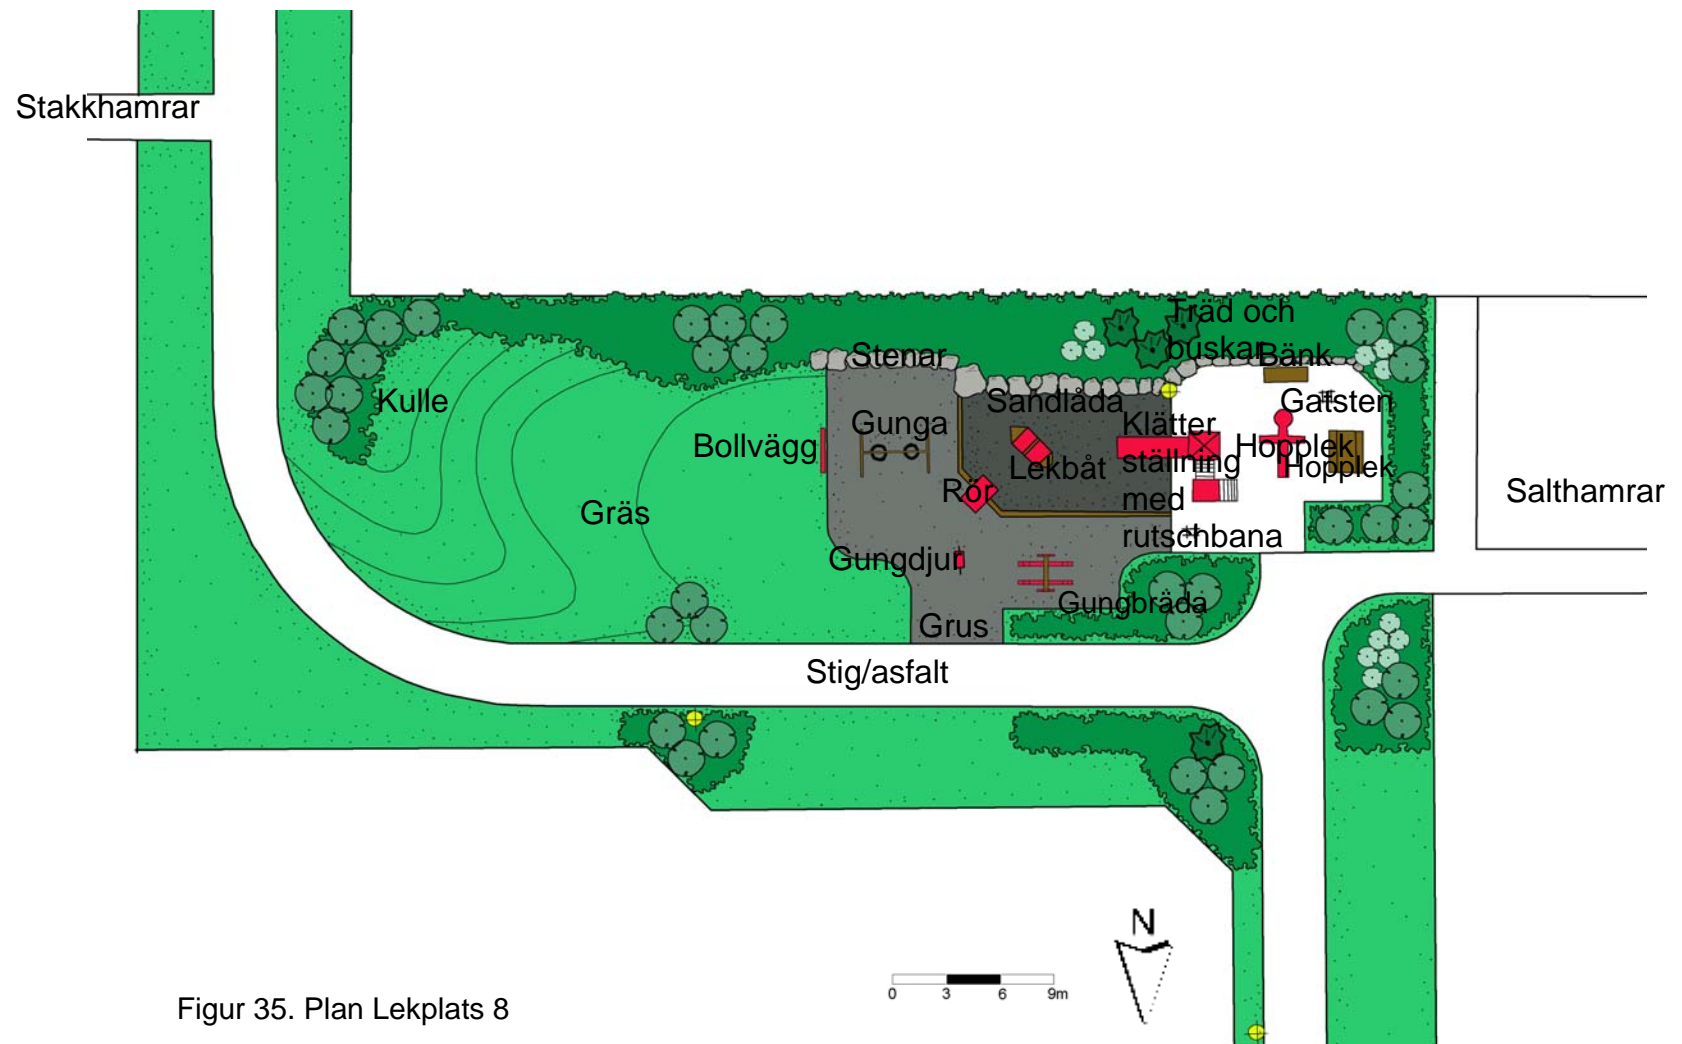 Stakkhamrar
Träd och
buskar
Bänk
Stenar
Kulle
Sandlåda
Gatsten
Gunga
Klätter
ställning
med
rutschbana
Bollvägg
Hopplek
Hopplek
Lekbåt
Rör
Salthamrar
Gräs
Gungdjur
Gungbräda
Grus
Stig/asfalt
N
0 3 6 9m
Figur 35. Plan Lekplats 8